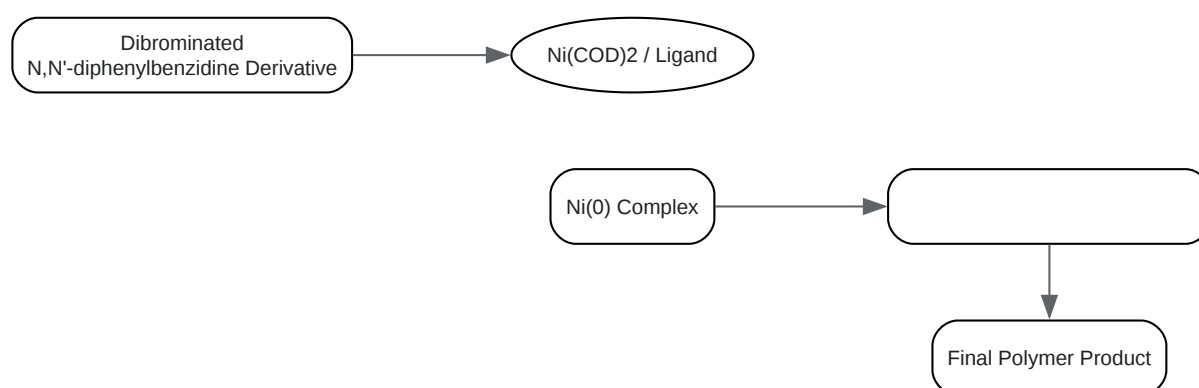 Dibrominated
N,N'-diphenylbenzidine Derivative
Ni(COD)2 / Ligand
Ni(0) Complex
Final Polymer Product